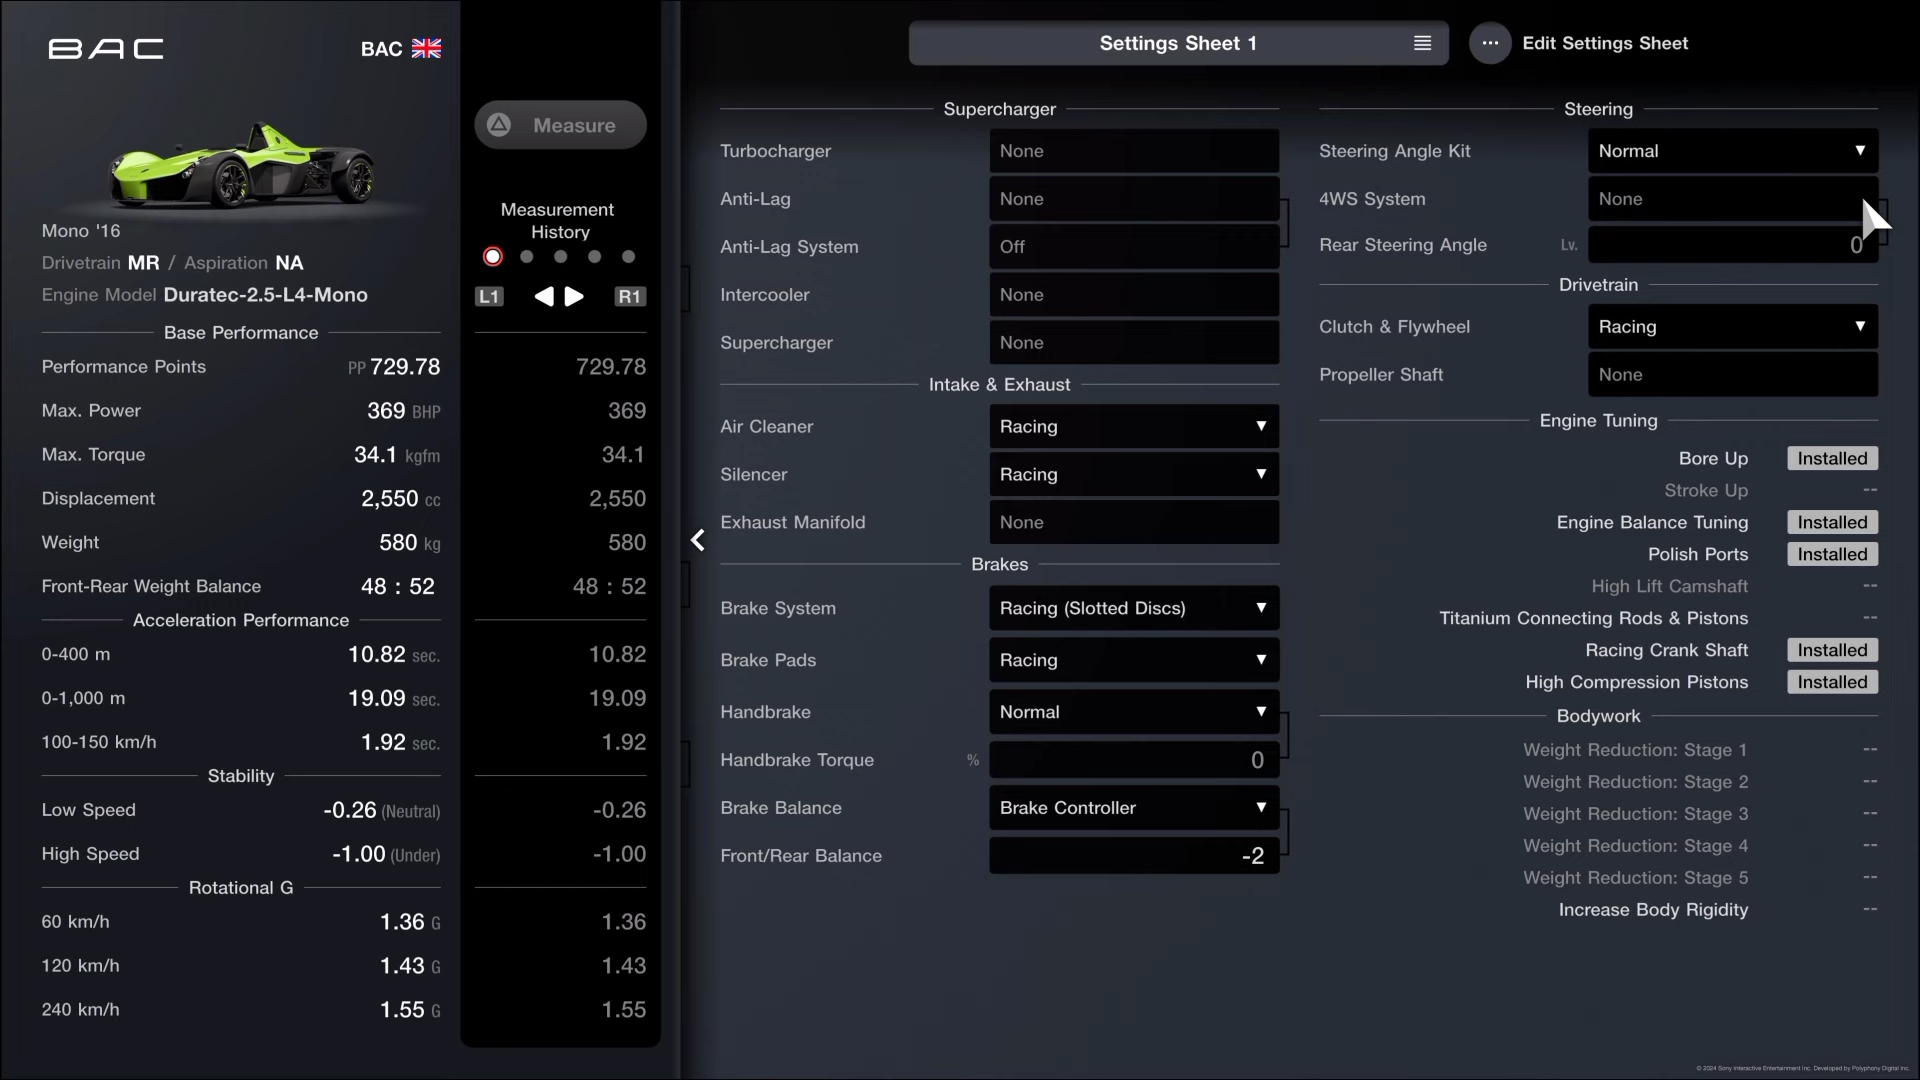 BAC
BAC
Mono '16
Drivetrain MR / Aspiration NA
Engine Model Duratec-2.5-L4-Mono
Base Performance
Performance Points PP 729.78
Max. Power 369 BHP
Max. Torque 34.1 kgfm
Displacement 2,550 cc
Weight 580 kg
Front-Rear Weight Balance 48 : 52
Acceleration Performance
0-400 m 10.82 sec.
0-1,000 m 19.09 sec.
100-150 km/h 1.92 sec.
Stability
Low Speed -0.26 (Neutral)
High Speed -1.00 (Under)
Rotational G
60 km/h 1.36 G
120 km/h 1.43 G
240 km/h 1.55 G
Measure
Measurement
History
L1 R1
729.78
369
34.1
2,550
580
48 : 52
10.82
19.09
1.92
-0.26
-1.00
1.36
1.43
1.55
Settings Sheet 1
Edit Settings Sheet
Supercharger
Turbocharger None
Anti-Lag None
Anti-Lag System Off
Intercooler None
Supercharger None
Intake & Exhaust
Air Cleaner Racing
Silencer Racing
Exhaust Manifold None
Brakes
Brake System Racing (Slotted Discs)
Brake Pads Racing
Handbrake Normal
Handbrake Torque % 0
Brake Balance Brake Controller
Front/Rear Balance -2
Steering
Steering Angle Kit Normal
4WS System None
Rear Steering Angle Lv. 0
Drivetrain
Clutch & Flywheel Racing
Propeller Shaft None
Engine Tuning
Bore Up Installed
Stroke Up --
Engine Balance Tuning Installed
Polish Ports Installed
High Lift Camshaft --
Titanium Connecting Rods & Pistons --
Racing Crank Shaft Installed
High Compression Pistons Installed
Bodywork
Weight Reduction: Stage 1 --
Weight Reduction: Stage 2 --
Weight Reduction: Stage 3 --
Weight Reduction: Stage 4 --
Weight Reduction: Stage 5 --
Increase Body Rigidity --
© 2024 Sony Interactive Entertainment Inc. Developed by Polyphony Digital Inc.